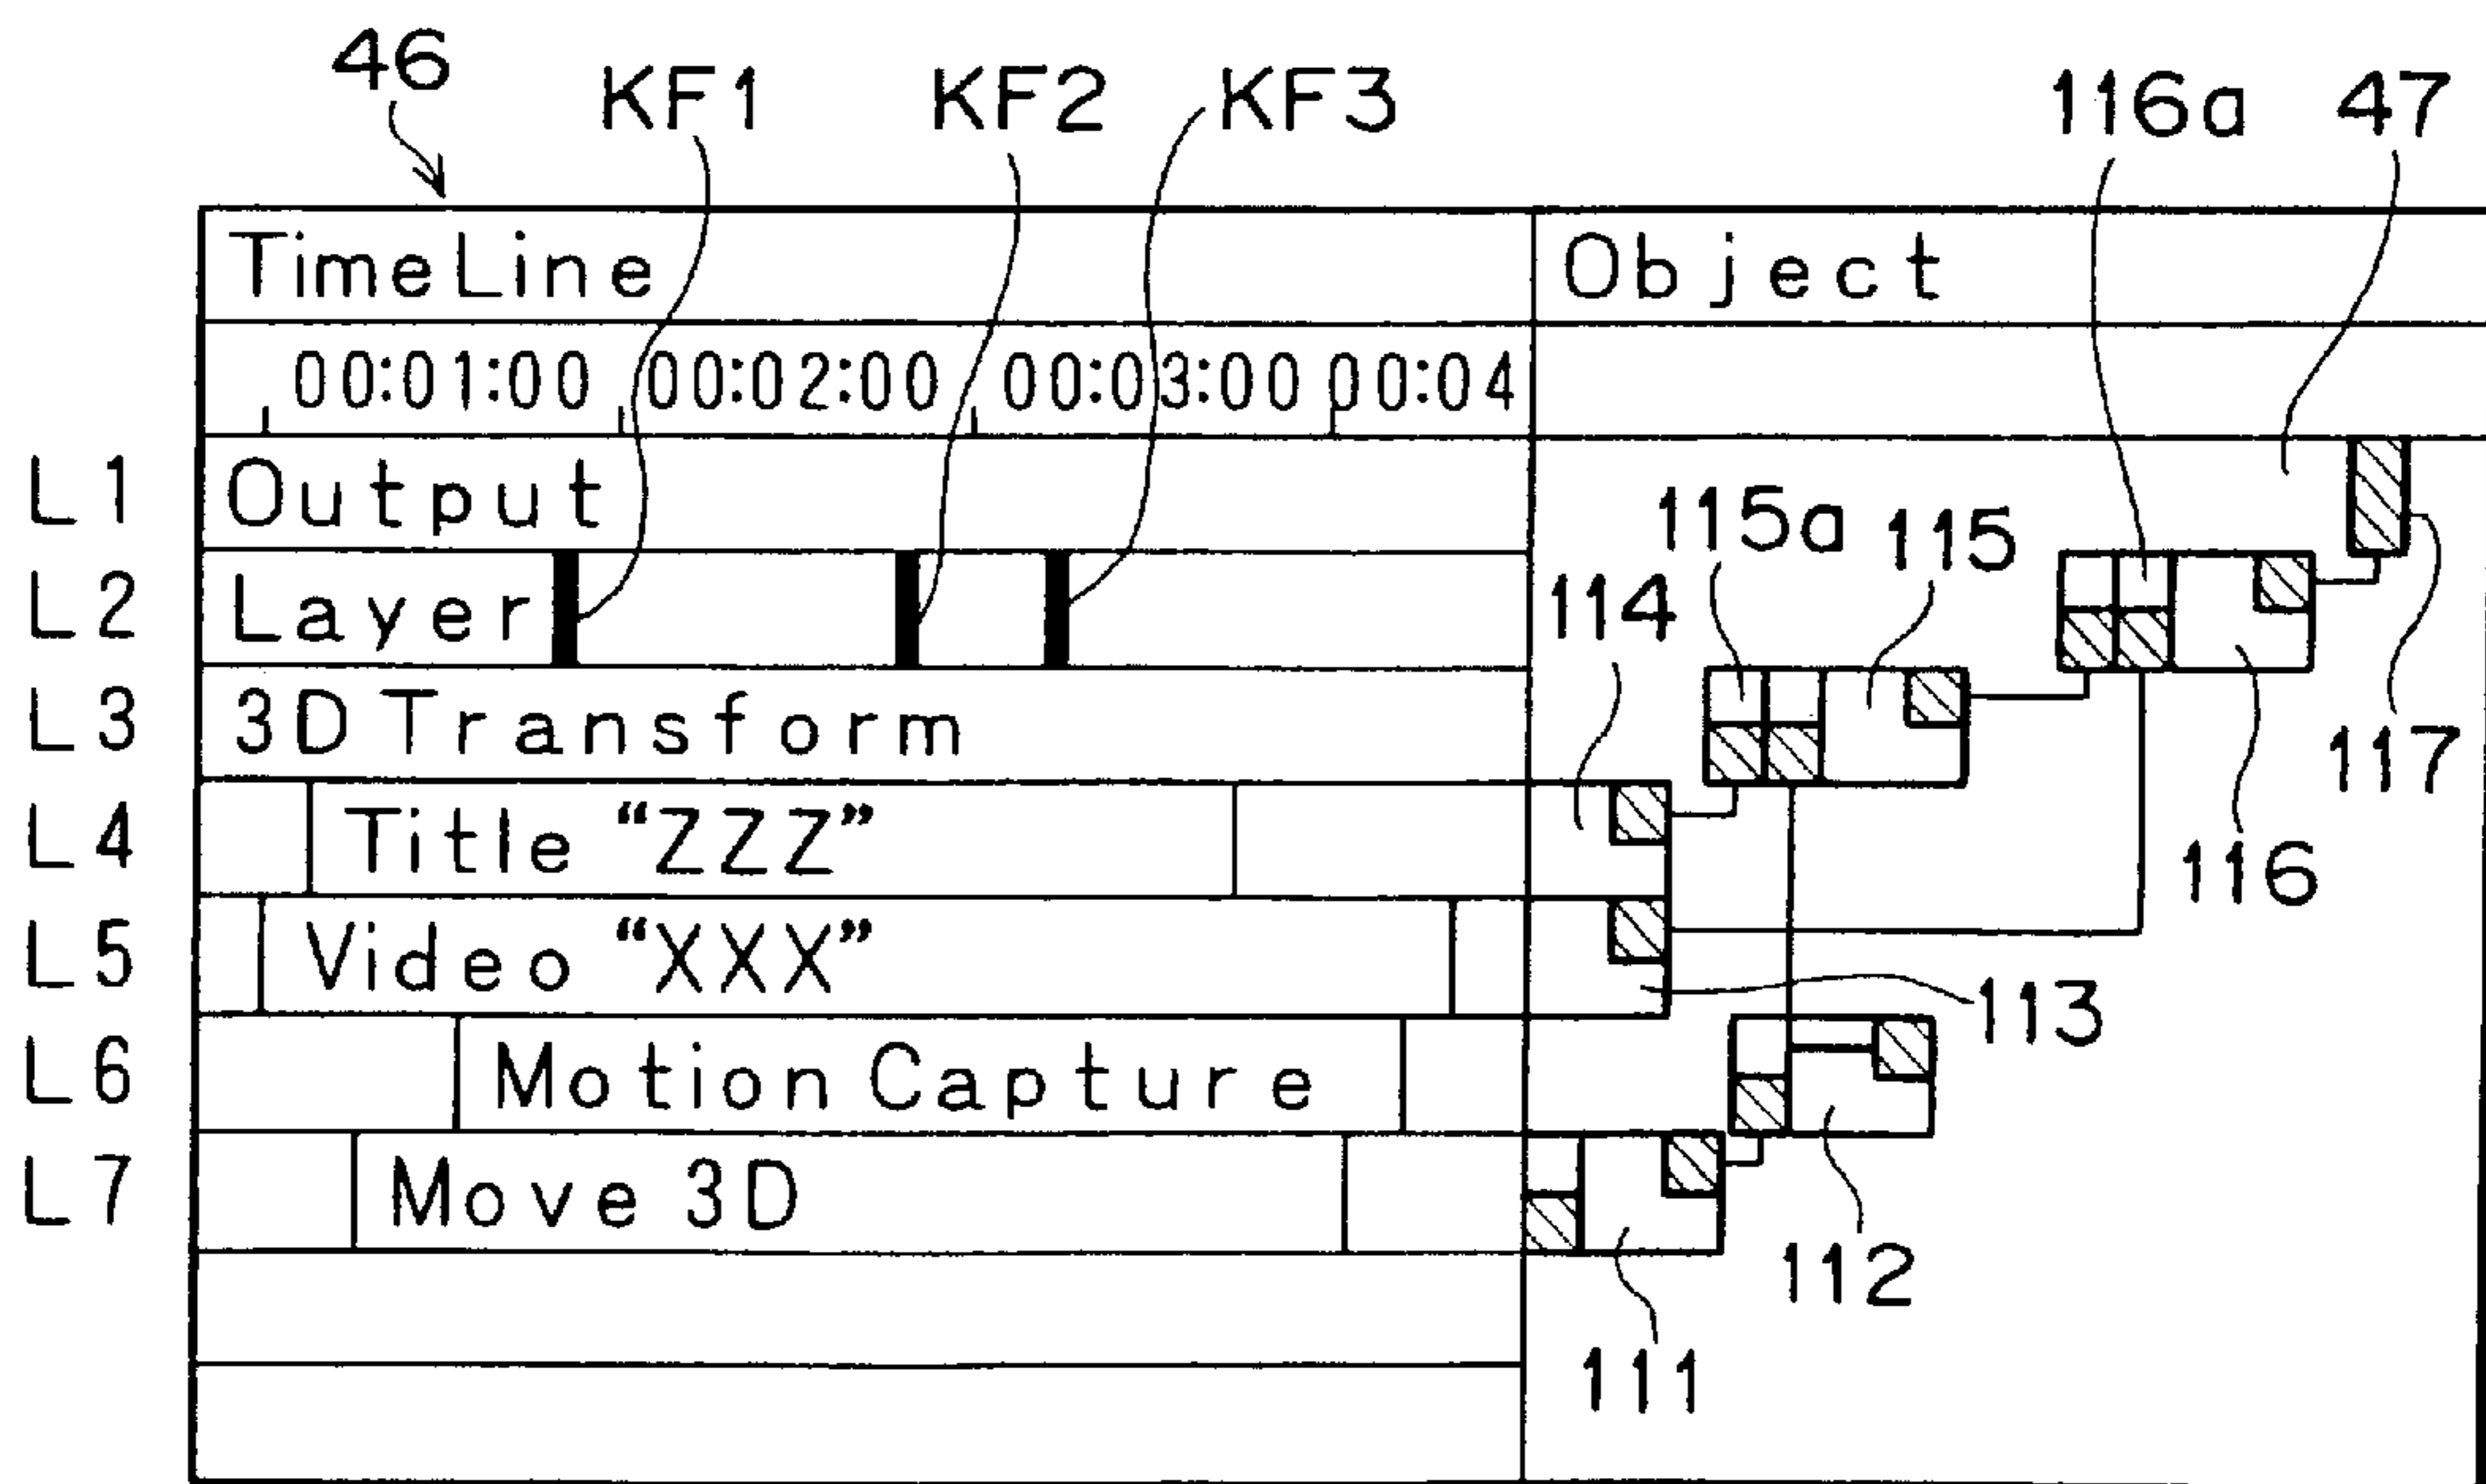 46 KF1 KF2 KF3 116a 47
TimeLine Object
00:01:00 00:02:00 00:03:00 00:04
L1 Output
115a 115
L2 Layer 114
L3 3D Transform 117
L4 Title “ZZZ” 116
L5 Video “XXX” 113
L6 Motion Capture
L7 Move 3D
112
111